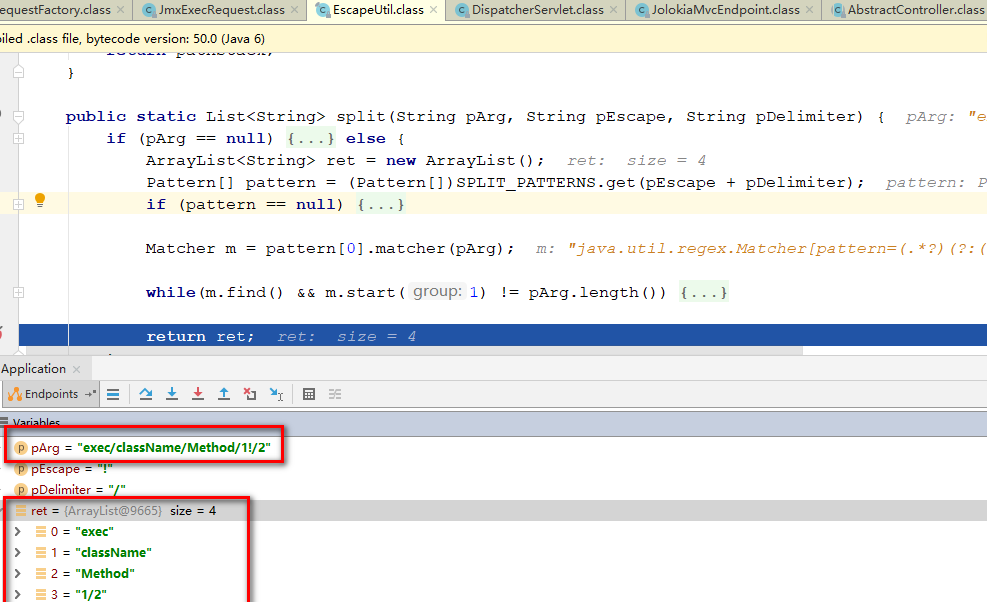 equestFactory.class × JmxExecRequest.class × EscapeUtil.class × DispatcherServlet.class × JolokiaMvcEndpoint.class × AbstractController.class
piled .class file, bytecode version: 50.0 (Java 6)
return pathStack;
}
public static List<String> split(String pArg, String pEscape, String pDelimiter) { pArg: "e
if (pArg == null) {...} else {
ArrayList<String> ret = new ArrayList(); ret: size = 4
Pattern[] pattern = (Pattern[])SPLIT_PATTERNS.get(pEscape + pDelimiter); pattern: P
if (pattern == null) {...}
Matcher m = pattern[0].matcher(pArg); m: "java.util.regex.Matcher[pattern=(.*?)(?:(
while(m.find() && m.start( group: 1) != pArg.length()) {...}
return ret; ret: size = 4
Application ×
Endpoints
Variables
p pArg = "exec/className/Method/1!/2"
p pEscape = "!"
p pDelimiter = "/"
ret = {ArrayList@9665} size = 4
0 = "exec"
1 = "className"
2 = "Method"
3 = "1/2"